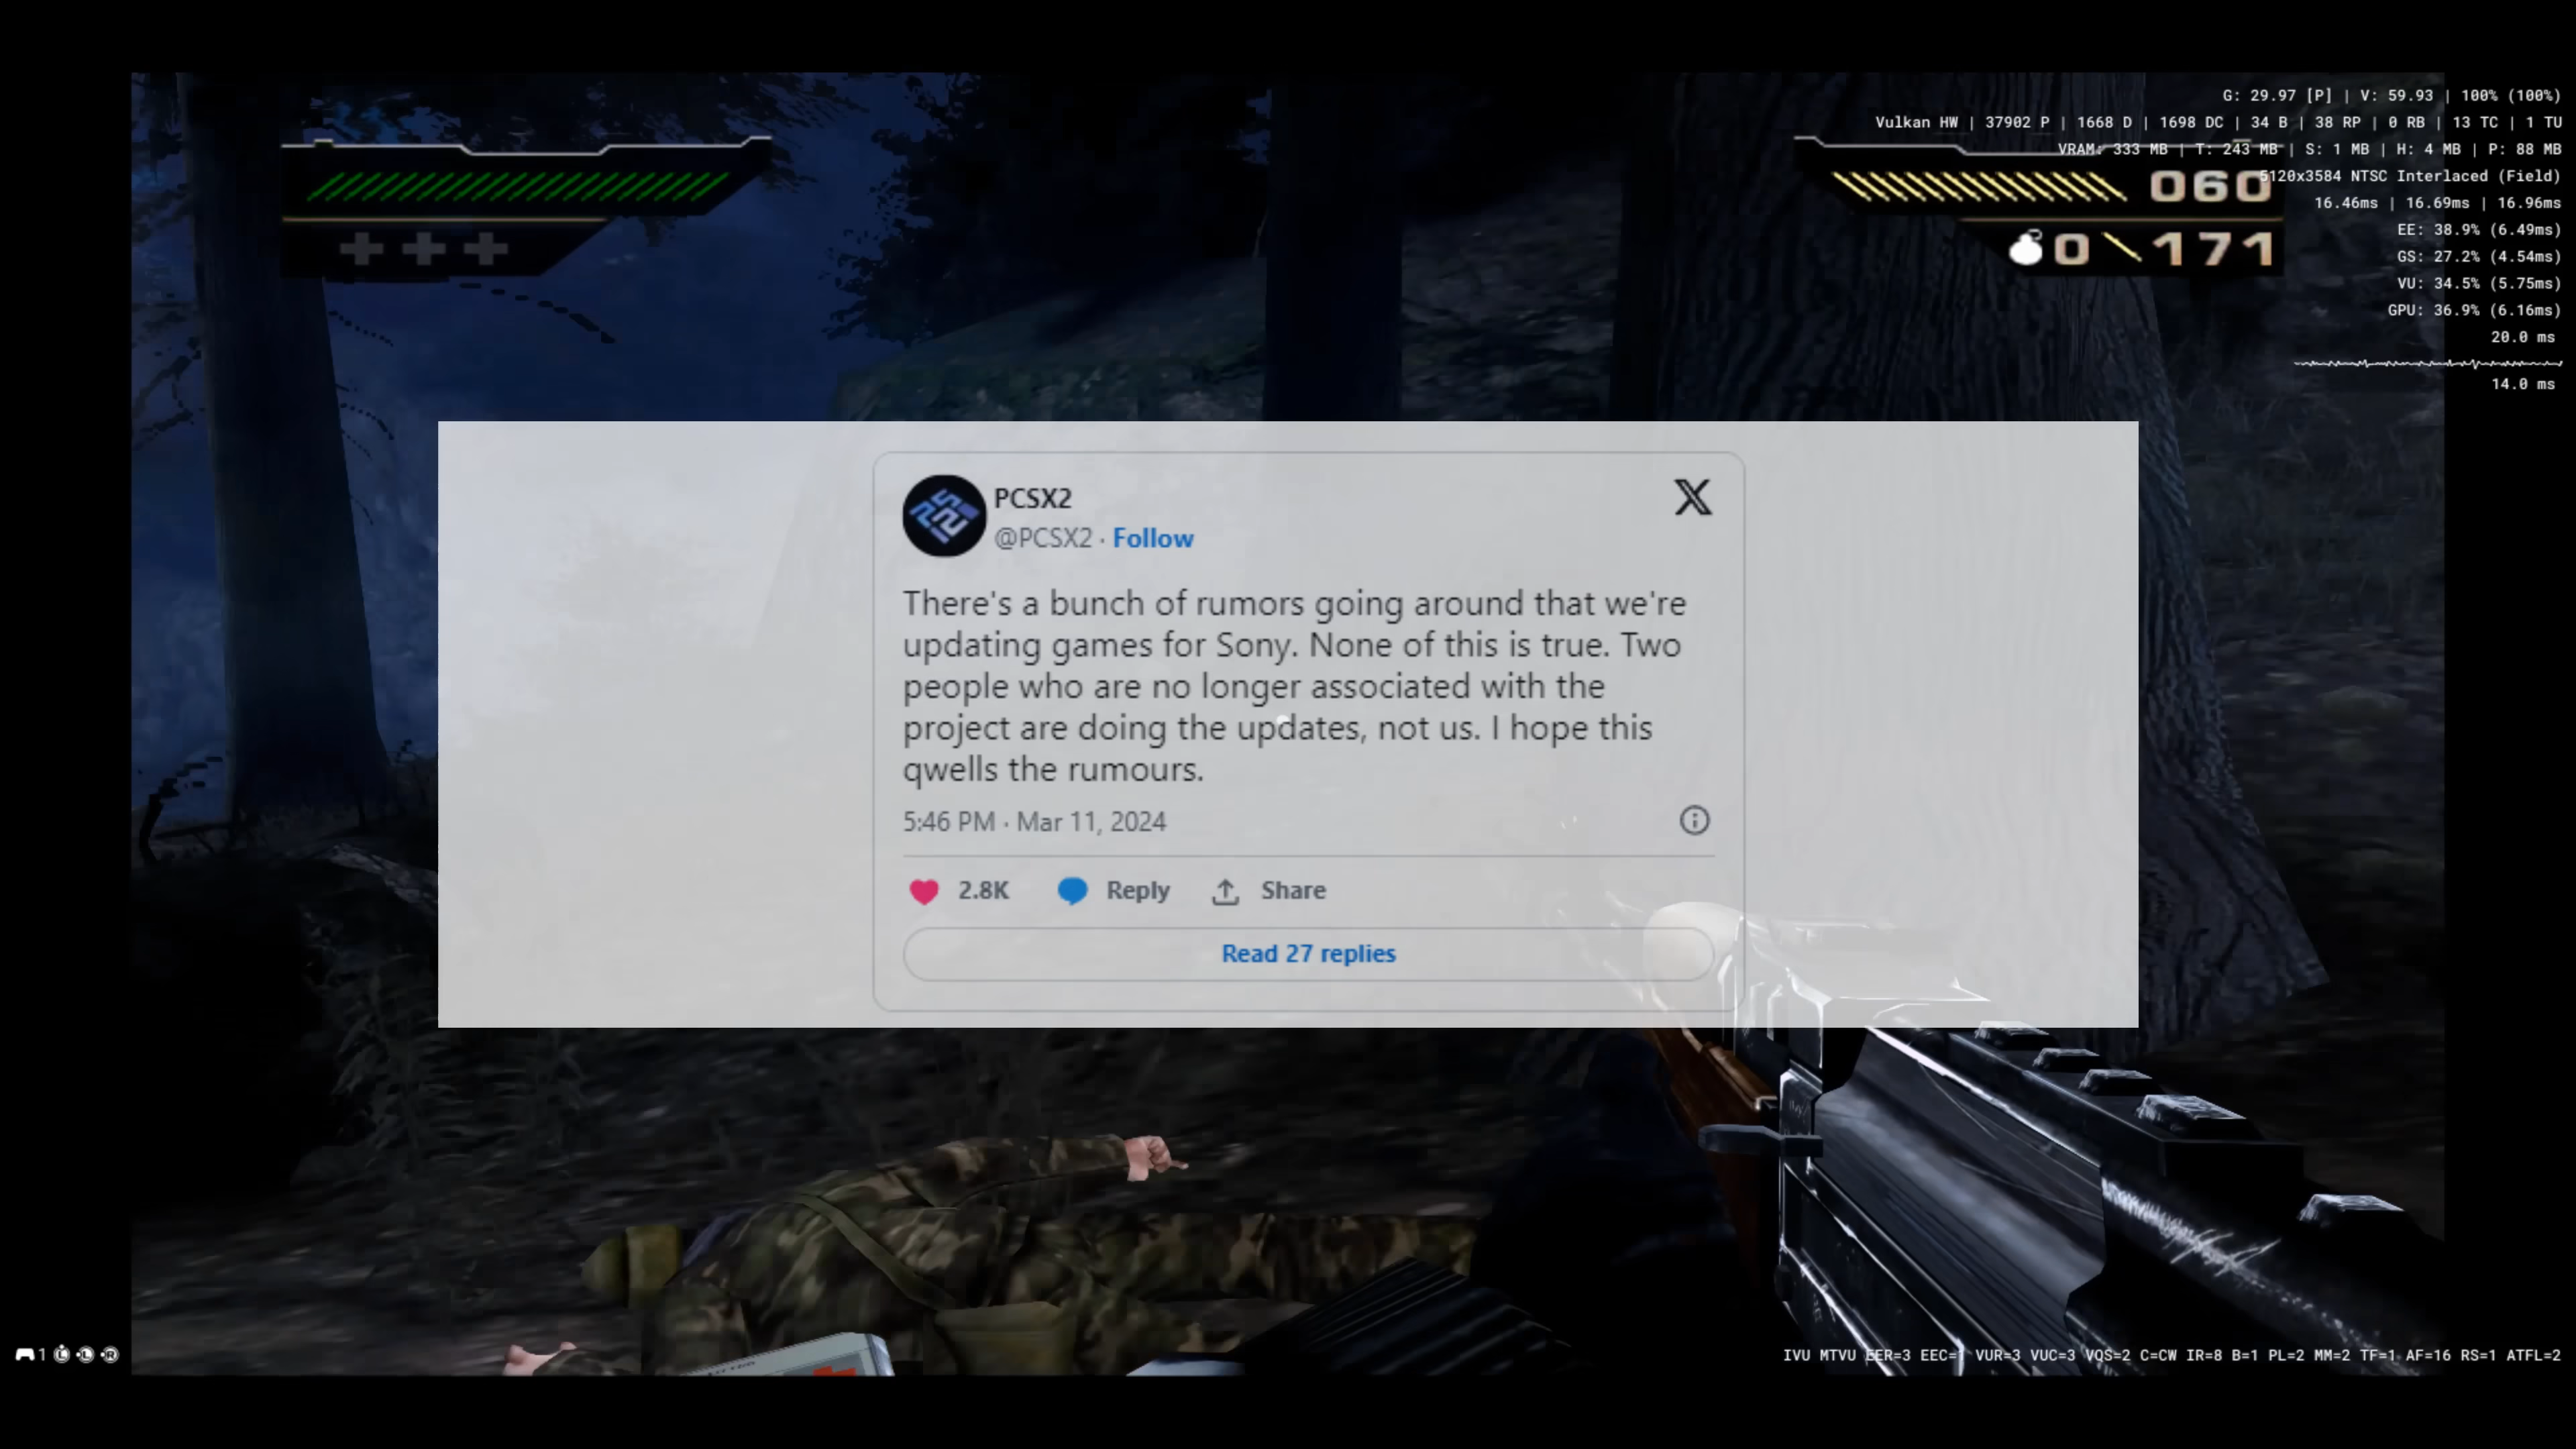 G: 29.97 [P] | V: 59.93 | 100% (100%)
Vulkan HW | 37902 P | 1668 D | 1698 DC | 34 B | 38 RP | 0 RB | 13 TC | 1 TU
VRAM: 333 MB | T: 243 MB | S: 1 MB | H: 4 MB | P: 88 MB
5120x3584 NTSC Interlaced (Field)
060
16.46ms | 16.69ms | 16.96ms
EE: 38.9% (6.49ms)
0 171
GS: 27.2% (4.54ms)
VU: 34.5% (5.75ms)
GPU: 36.9% (6.16ms)
20.0 ms
14.0 ms
PCSX2
@PCSX2 · Follow
There's a bunch of rumors going around that we're
updating games for Sony. None of this is true. Two
people who are no longer associated with the
project are doing the updates, not us. I hope this
qwells the rumours.
5:46 PM · Mar 11, 2024
2.8K Reply Share
Read 27 replies
1 L L R
IVU MTVU EER=3 EEC=1 VUR=3 VUC=3 VQS=2 C=CW IR=8 B=1 PL=2 MM=2 TF=1 AF=16 RS=1 ATFL=2